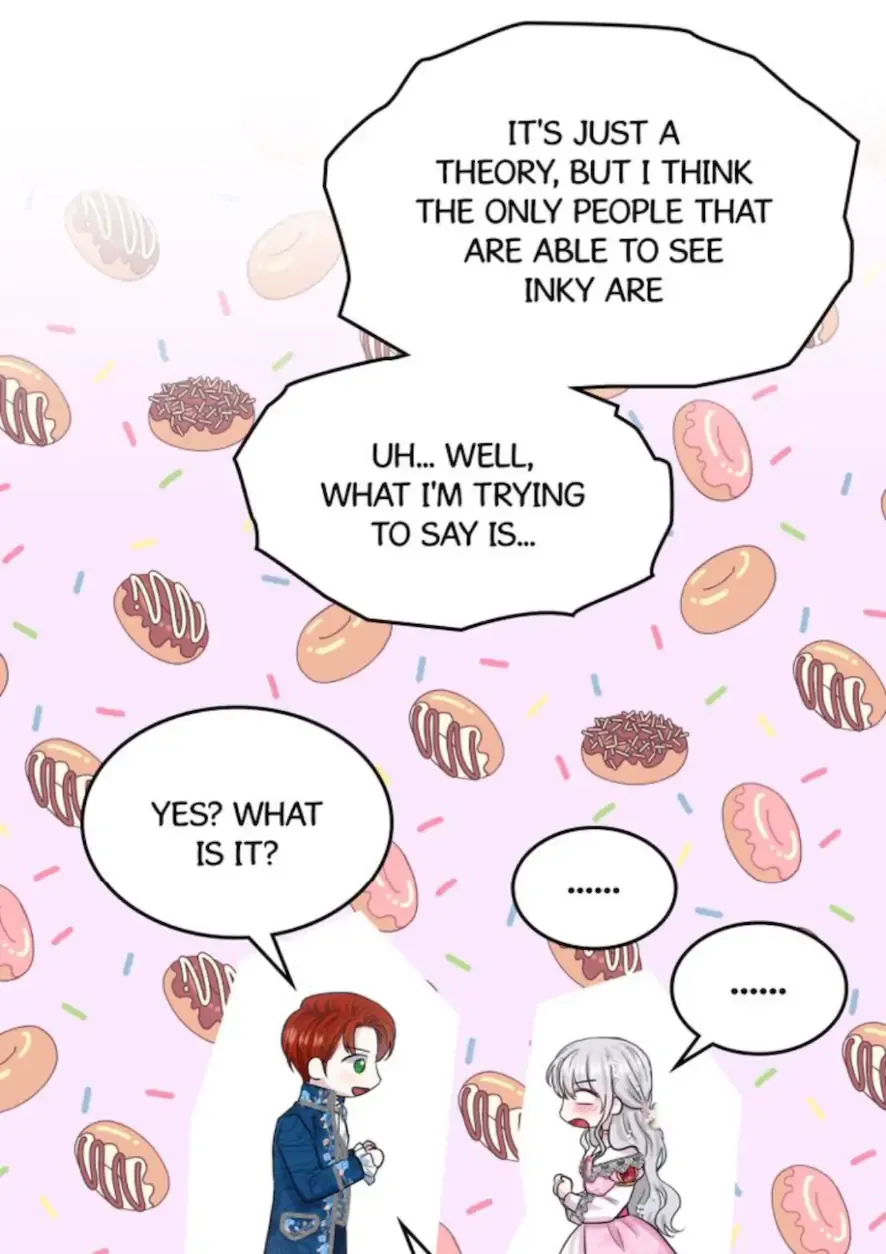 IT'S JUST A
THEORY, BUT I THINK
THE ONLY PEOPLE THAT
ARE ABLE TO SEE
INKY ARE
UH... WELL,
WHAT I'M TRYING
TO SAY IS...
YES? WHAT
IS IT?
......
......